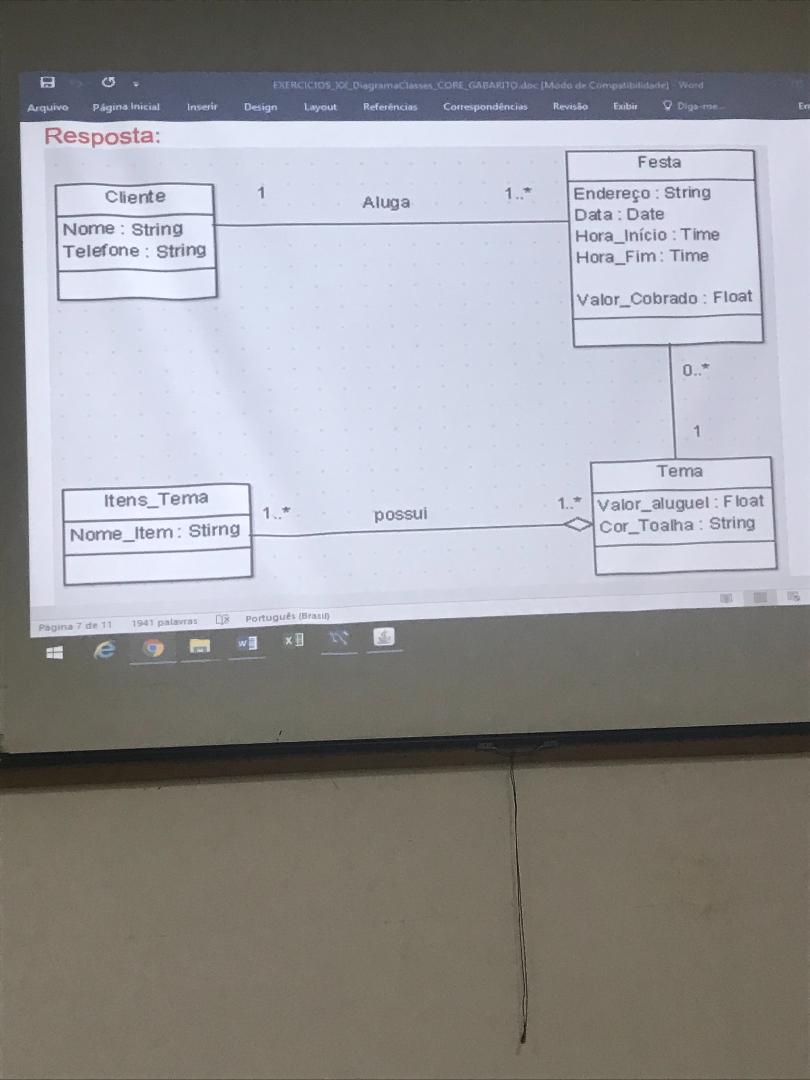 EXERCICIOS_XX_DiagramaClasses_CORE_GABARITO.doc [Modo de Compatibilidade] - Word
Arquivo Página Inicial Inserir Design Layout Referências Correspondências Revisão Exibir Diga-me...
Resposta:
Cliente
Nome : String
Telefone : String
1
Aluga
1..*
Festa
Endereço : String
Data : Date
Hora_Início : Time
Hora_Fim : Time
Valor_Cobrado : Float
0..*
1
Itens_Tema
Nome_Item : Stirng
1..*
possui
1..*
Tema
Valor_aluguel : Float
Cor_Toalha : String
Página 7 de 11 1941 palavras Português (Brasil)